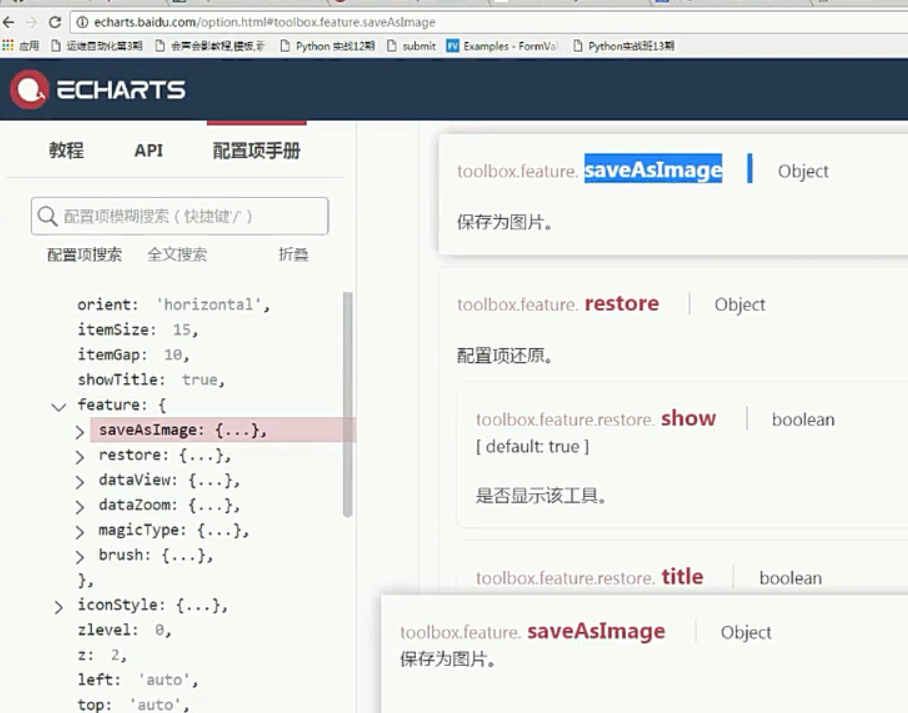 echarts.baidu.com/option.html#toolbox.feature.saveAsImage
应用 运维自动化第3期 会声会影教程,模板,素 Python 实战12期 submit FV Examples - FormVal Python实战班13期
ECHARTS
教程 API 配置项手册
配置项模糊搜索（快捷键'/'）
配置项搜索 全文搜索 折叠
orient: 'horizontal',
itemSize: 15,
itemGap: 10,
showTitle: true,
feature: {
saveAsImage: {...},
restore: {...},
dataView: {...},
dataZoom: {...},
magicType: {...},
brush: {...},
},
iconStyle: {...},
zlevel: 0,
z: 2,
left: 'auto',
top: 'auto',
toolbox.feature. saveAsImage Object
保存为图片。
toolbox.feature. restore Object
配置项还原。
toolbox.feature.restore. show boolean
[ default: true ]
是否显示该工具。
toolbox.feature.restore. title boolean
toolbox.feature. saveAsImage Object
保存为图片。